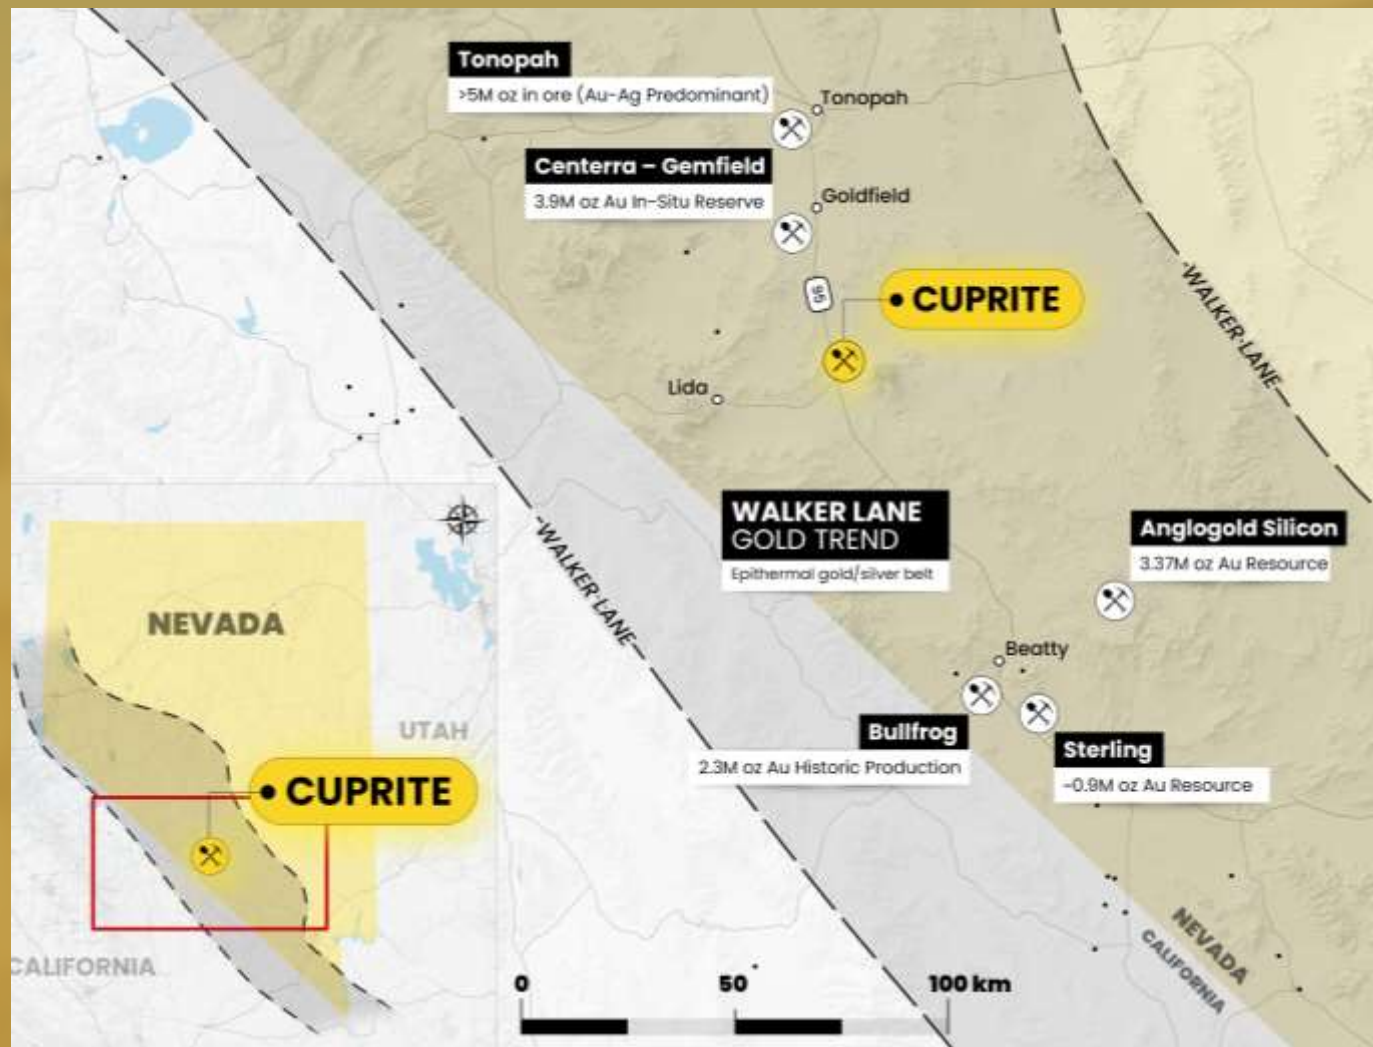 Tonopah
>5M oz in ore (Au-Ag Predominant)
Tonopah
Centerra – Gemfield
3.9M oz Au In-Situ Reserve
Goldfield
95
CUPRITE
WALKER LANE
Lida
WALKER LANE
GOLD TREND
Epithermal gold/silver belt
Anglogold Silicon
3.37M oz Au Resource
WALKER LANE
Beatty
Bullfrog
2.3M oz Au Historic Production
Sterling
~0.9M oz Au Resource
NEVADA
CALIFORNIA
0
50
100 km
NEVADA
UTAH
CUPRITE
CALIFORNIA